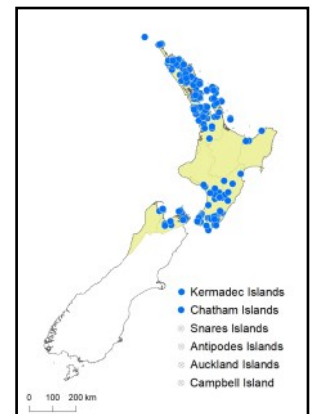 Kermadec Islands
Chatham Islands
Snares Islands
Antipodes Islands
Auckland Islands
Campbell Island
0 100 200 km